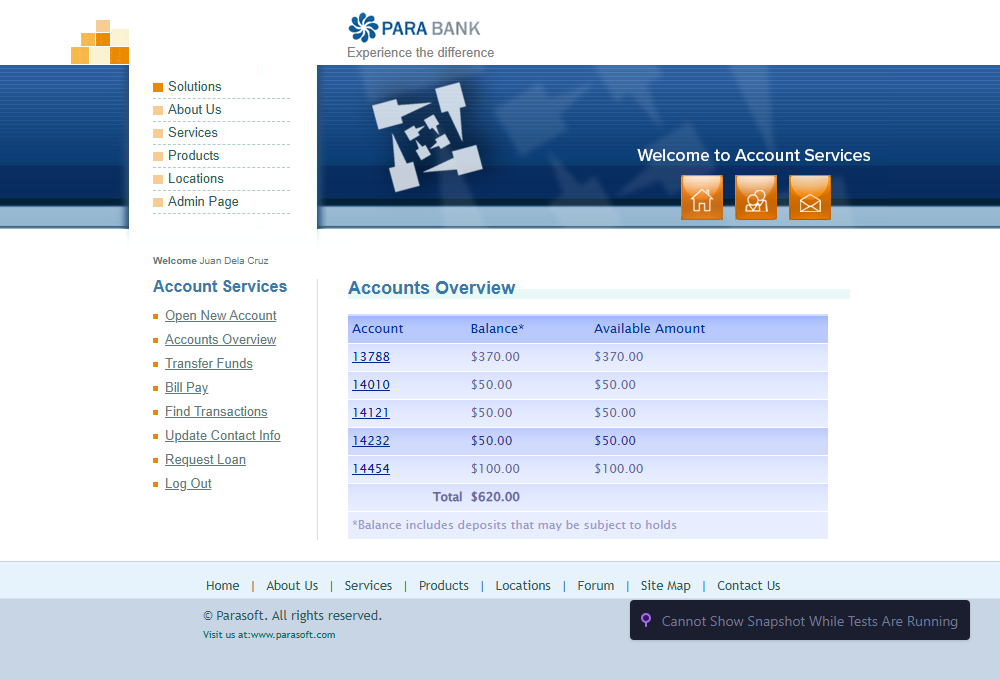 PARA BANK
Experience the difference
Solutions
About Us
Services
Products
Locations
Admin Page
Welcome to Account Services
Welcome Juan Dela Cruz
Account Services
Open New Account
Accounts Overview
Transfer Funds
Bill Pay
Find Transactions
Update Contact Info
Request Loan
Log Out
Accounts Overview
Account Balance* Available Amount
13788 $370.00 $370.00
14010 $50.00 $50.00
14121 $50.00 $50.00
14232 $50.00 $50.00
14454 $100.00 $100.00
Total $620.00
*Balance includes deposits that may be subject to holds
Home | About Us | Services | Products | Locations | Forum | Site Map | Contact Us
© Parasoft. All rights reserved.
Visit us at:www.parasoft.com
Cannot Show Snapshot While Tests Are Running